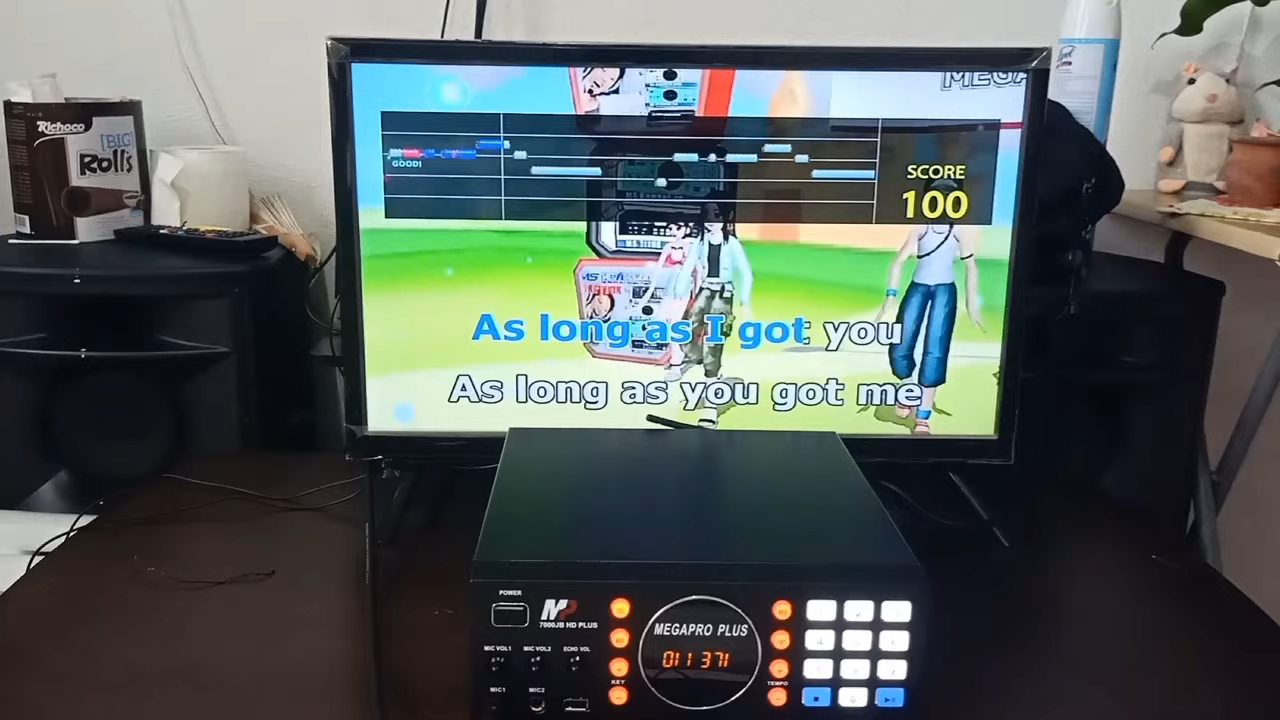 Richoco
[BIG]
Rolls
MEGA
GOOD!
SCORE
100
As long as I got you
As long as you got me
POWER
MP
7000JB HD PLUS
MIC VOL1 MIC VOL2 ECHO VOL
MIC1 MIC2
KEY
MEGAPRO PLUS
011371
TEMPO